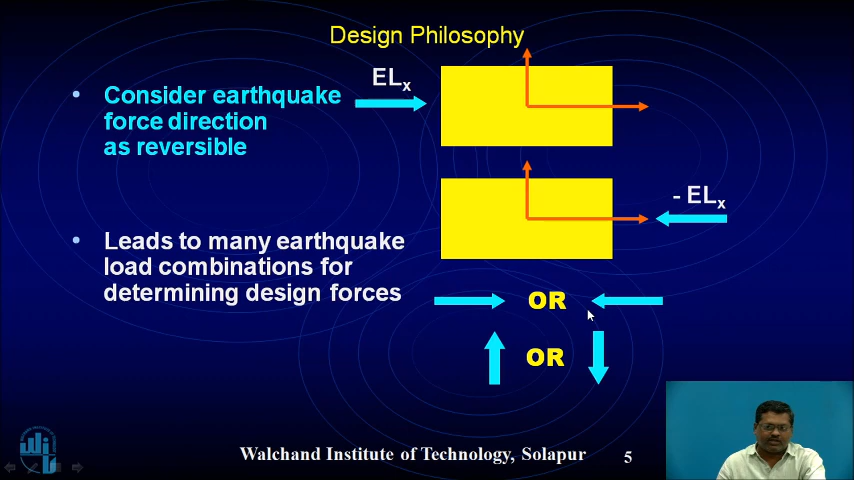 Design Philosophy
• Consider earthquake
force direction
as reversible
ELx
- ELx
• Leads to many earthquake
load combinations for
determining design forces
OR
OR
Walchand Institute of Technology, Solapur
5